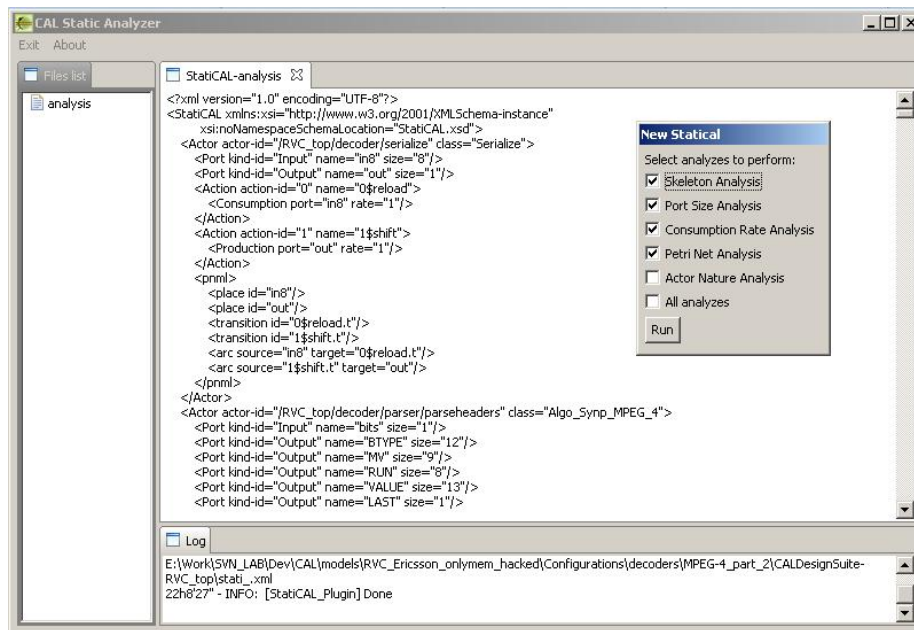 CAL Static Analyzer
Exit About
Files list
analysis
StatiCAL-analysis
<?xml version="1.0" encoding="UTF-8"?>
<StatiCAL xmlns:xsi="http://www.w3.org/2001/XMLSchema-instance"
xsi:noNamespaceSchemaLocation="StatiCAL.xsd">
<Actor actor-id="/RVC_top/decoder/serialize" class="Serialize">
<Port kind-id="Input" name="in8" size="8"/>
<Port kind-id="Output" name="out" size="1"/>
<Action action-id="0" name="0$reload">
<Consumption port="in8" rate="1"/>
</Action>
<Action action-id="1" name="1$shift">
<Production port="out" rate="1"/>
</Action>
<pnml>
<place id="in8"/>
<place id="out"/>
<transition id="0$reload.t"/>
<transition id="1$shift.t"/>
<arc source="in8" target="0$reload.t"/>
<arc source="1$shift.t" target="out"/>
</pnml>
</Actor>
<Actor actor-id="/RVC_top/decoder/parser/parseheaders" class="Algo_Synp_MPEG_4">
<Port kind-id="Input" name="bits" size="1"/>
<Port kind-id="Output" name="BTYPE" size="12"/>
<Port kind-id="Output" name="MV" size="9"/>
<Port kind-id="Output" name="RUN" size="8"/>
<Port kind-id="Output" name="VALUE" size="13"/>
<Port kind-id="Output" name="LAST" size="1"/>
New Statical
Select analyzes to perform:
Skeleton Analysis
Port Size Analysis
Consumption Rate Analysis
Petri Net Analysis
Actor Nature Analysis
All analyzes
Run
Log
E:\Work\SVN_LAB\Dev\CAL\models\RVC_Ericsson_onlymem_hacked\Configurations\decoders\MPEG-4_part_2\CALDesignSuite-
RVC_top\stati_.xml
22h8'27" - INFO: [StatiCAL_Plugin] Done